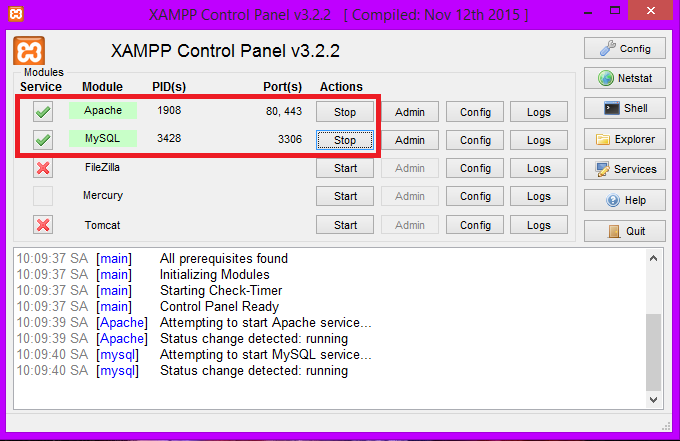 XAMPP Control Panel v3.2.2 [ Compiled: Nov 12th 2015 ]
XAMPP Control Panel v3.2.2
Config
Modules
Service Module PID(s) Port(s) Actions
Netstat
Apache 1908 80, 443 Stop Admin Config Logs
Shell
MySQL 3428 3306 Stop Admin Config Logs
Explorer
FileZilla Start Admin Config Logs
Services
Mercury Start Admin Config Logs
Help
Tomcat Start Admin Config Logs
Quit
10:09:37 SA [main] All prerequisites found
10:09:37 SA [main] Initializing Modules
10:09:37 SA [main] Starting Check-Timer
10:09:37 SA [main] Control Panel Ready
10:09:39 SA [Apache] Attempting to start Apache service...
10:09:39 SA [Apache] Status change detected: running
10:09:40 SA [mysql] Attempting to start MySQL service...
10:09:40 SA [mysql] Status change detected: running